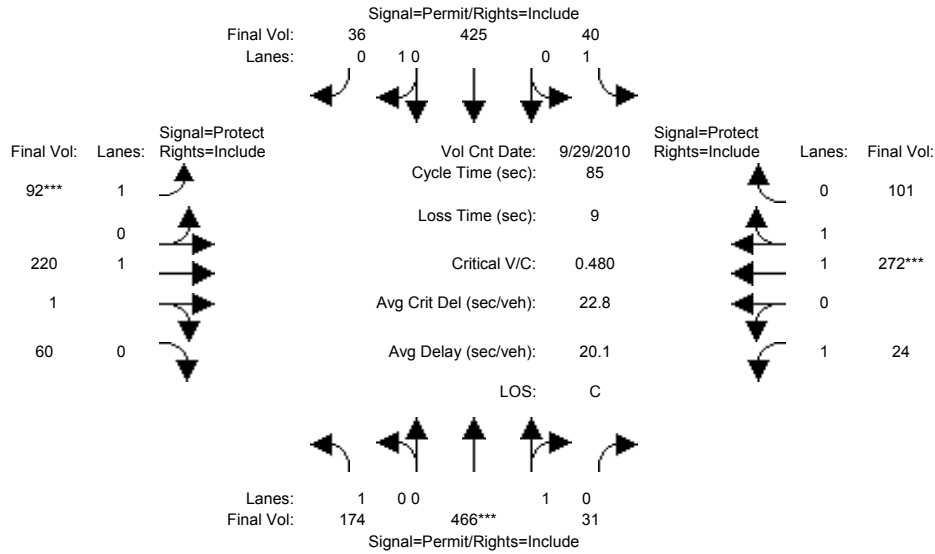 Signal=Permit/Rights=Include
Final Vol: 36 425 40
Lanes: 0 1 0 0 1
Signal=Protect Signal=Protect
Final Vol: Lanes: Rights=Include Vol Cnt Date: 9/29/2010 Rights=Include Lanes: Final Vol:
Cycle Time (sec): 85
92*** 1 0 101
Loss Time (sec): 9
0 1
220 1 Critical V/C: 0.480 1 272***
1 0 Avg Crit Del (sec/veh): 22.8 0
60 0 Avg Delay (sec/veh): 20.1 1 24
LOS: C
Lanes: 1 0 0 1 0
Final Vol: 174 466*** 31
Signal=Permit/Rights=Include